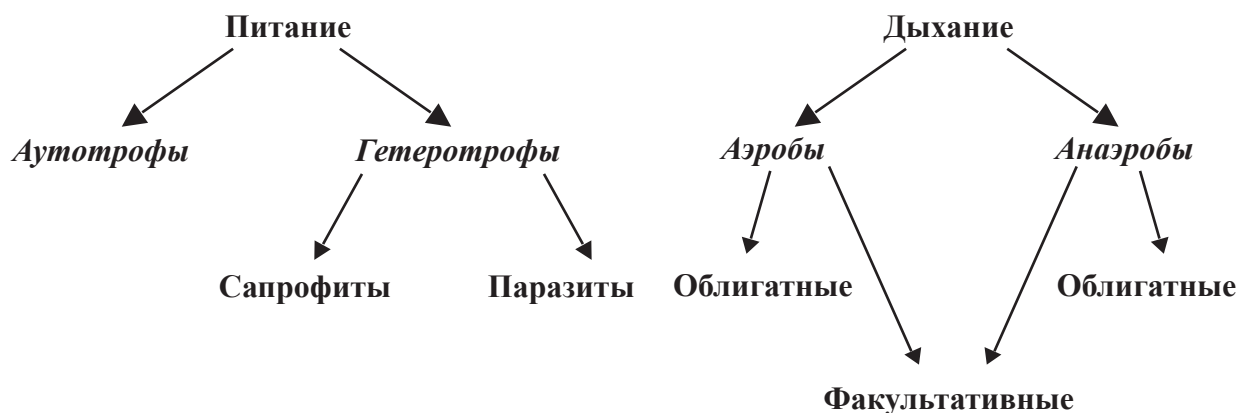 Питание Дыхание
Аутотрофы Гетеротрофы Аэробы Анаэробы
Сапрофиты Паразиты Облигатные Облигатные
Факультативные